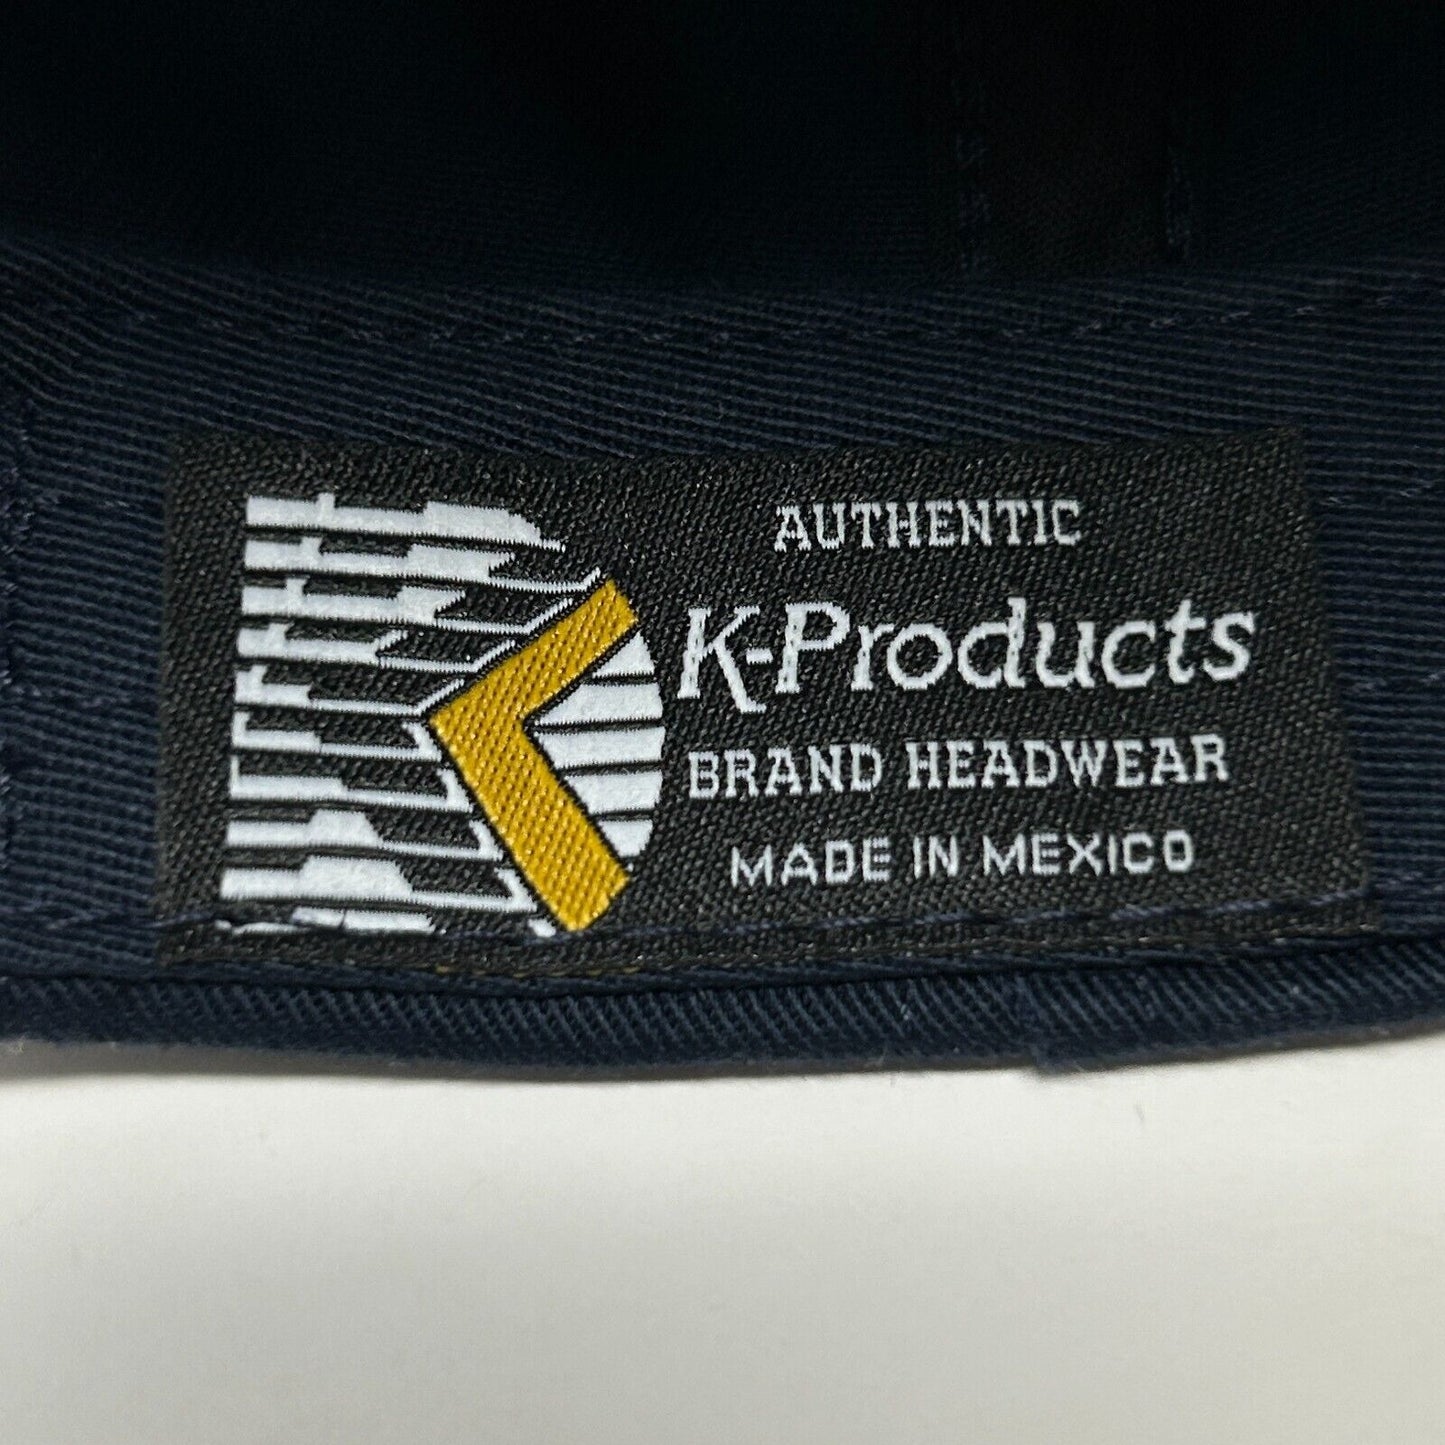 AUTHENTIC
K-Products
BRAND HEADWEAR
MADE IN MEXICO